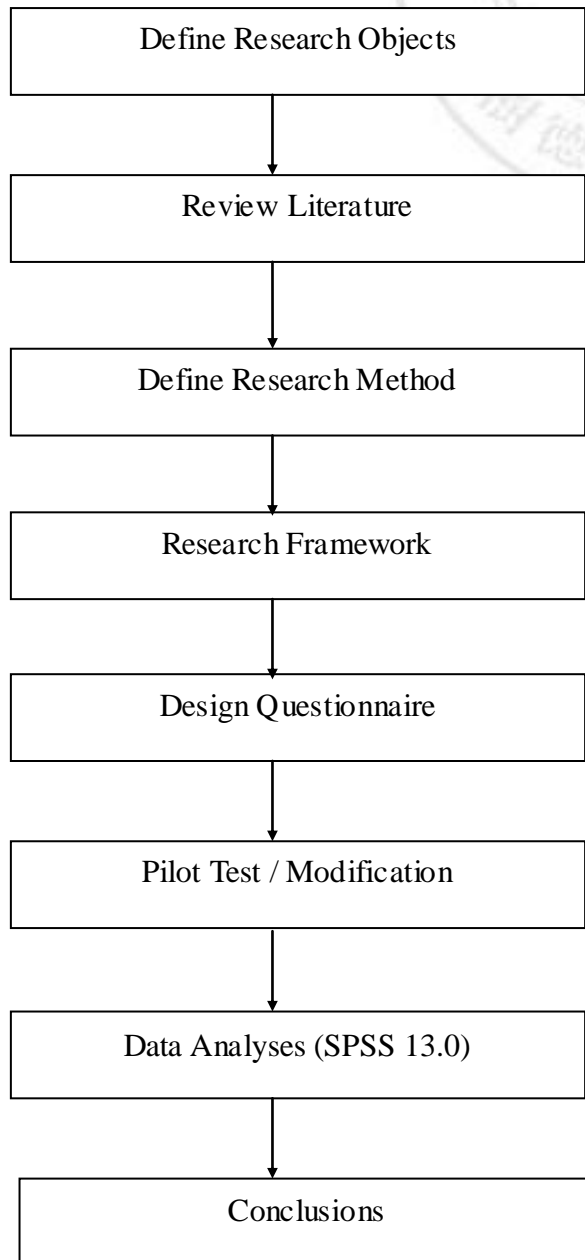 Define Research Objects
Review Literature
Define Research Method
Research Framework
Design Questionnaire
Pilot Test / Modification
Data Analyses (SPSS 13.0)
Conclusions